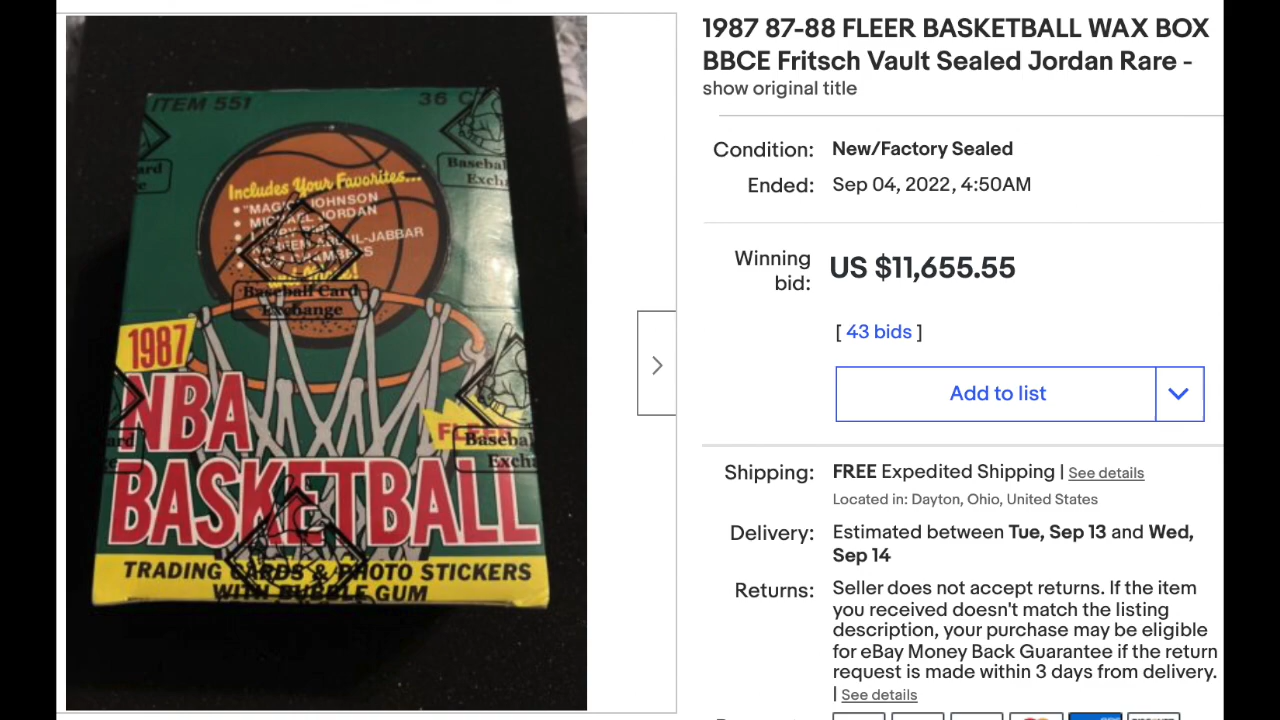 1987 87-88 FLEER BASKETBALL WAX BOX
BBCE Fritsch Vault Sealed Jordan Rare -
show original title
Condition: New/Factory Sealed
Ended: Sep 04, 2022, 4:50AM
Winning bid: US $11,655.55
[ 43 bids ]
Add to list
Shipping: FREE Expedited Shipping | See details
Located in: Dayton, Ohio, United States
Delivery: Estimated between Tue, Sep 13 and Wed,
Sep 14
Returns: Seller does not accept returns. If the item
you received doesn't match the listing
description, your purchase may be eligible
for eBay Money Back Guarantee if the return
request is made within 3 days from delivery.
| See details
ITEM 551
36 C
Includes Your Favorites...
• "MAGIC" JOHNSON
• MICHAEL JORDAN
Baseball Card
Exchange
1987
NBA
FLEER
BASKETBALL
TRADING CARDS & PHOTO STICKERS
WITH BUBBLE GUM